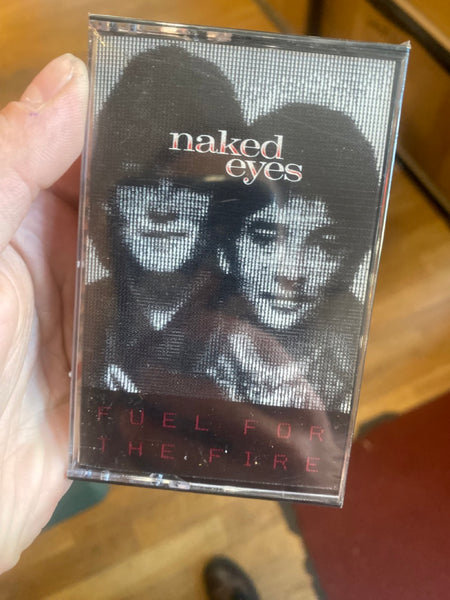 naked
eyes
FUEL FOR
THE FIRE